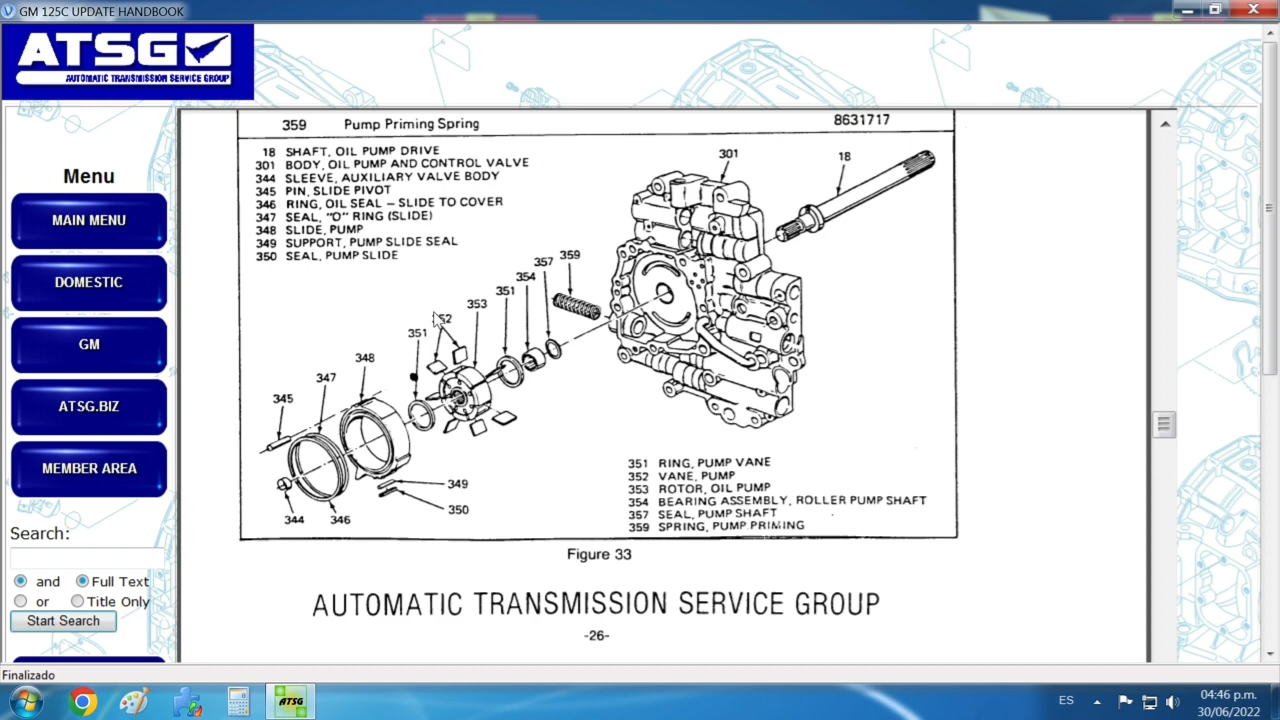 GM 125C UPDATE HANDBOOK
ATSG
AUTOMATIC TRANSMISSION SERVICE GROUP
Menu
MAIN MENU
DOMESTIC
GM
ATSG.BIZ
MEMBER AREA
Search:
and Full Text
or Title Only
Start Search
359 Pump Priming Spring 8631717
18 SHAFT, OIL PUMP DRIVE
301 BODY, OIL PUMP AND CONTROL VALVE
344 SLEEVE, AUXILIARY VALVE BODY
345 PIN, SLIDE PIVOT
346 RING, OIL SEAL – SLIDE TO COVER
347 SEAL, "O" RING (SLIDE)
348 SLIDE, PUMP
349 SUPPORT, PUMP SLIDE SEAL
350 SEAL, PUMP SLIDE
301
18
359
357
354
351
353
351
348
347
345
349
350
344
346
351 RING, PUMP VANE
352 VANE, PUMP
353 ROTOR, OIL PUMP
354 BEARING ASSEMBLY, ROLLER PUMP SHAFT
357 SEAL, PUMP SHAFT
359 SPRING, PUMP PRIMING
Figure 33
AUTOMATIC TRANSMISSION SERVICE GROUP
-26-
Finalizado
ATSG
ES
04:46 p.m.
30/06/2022